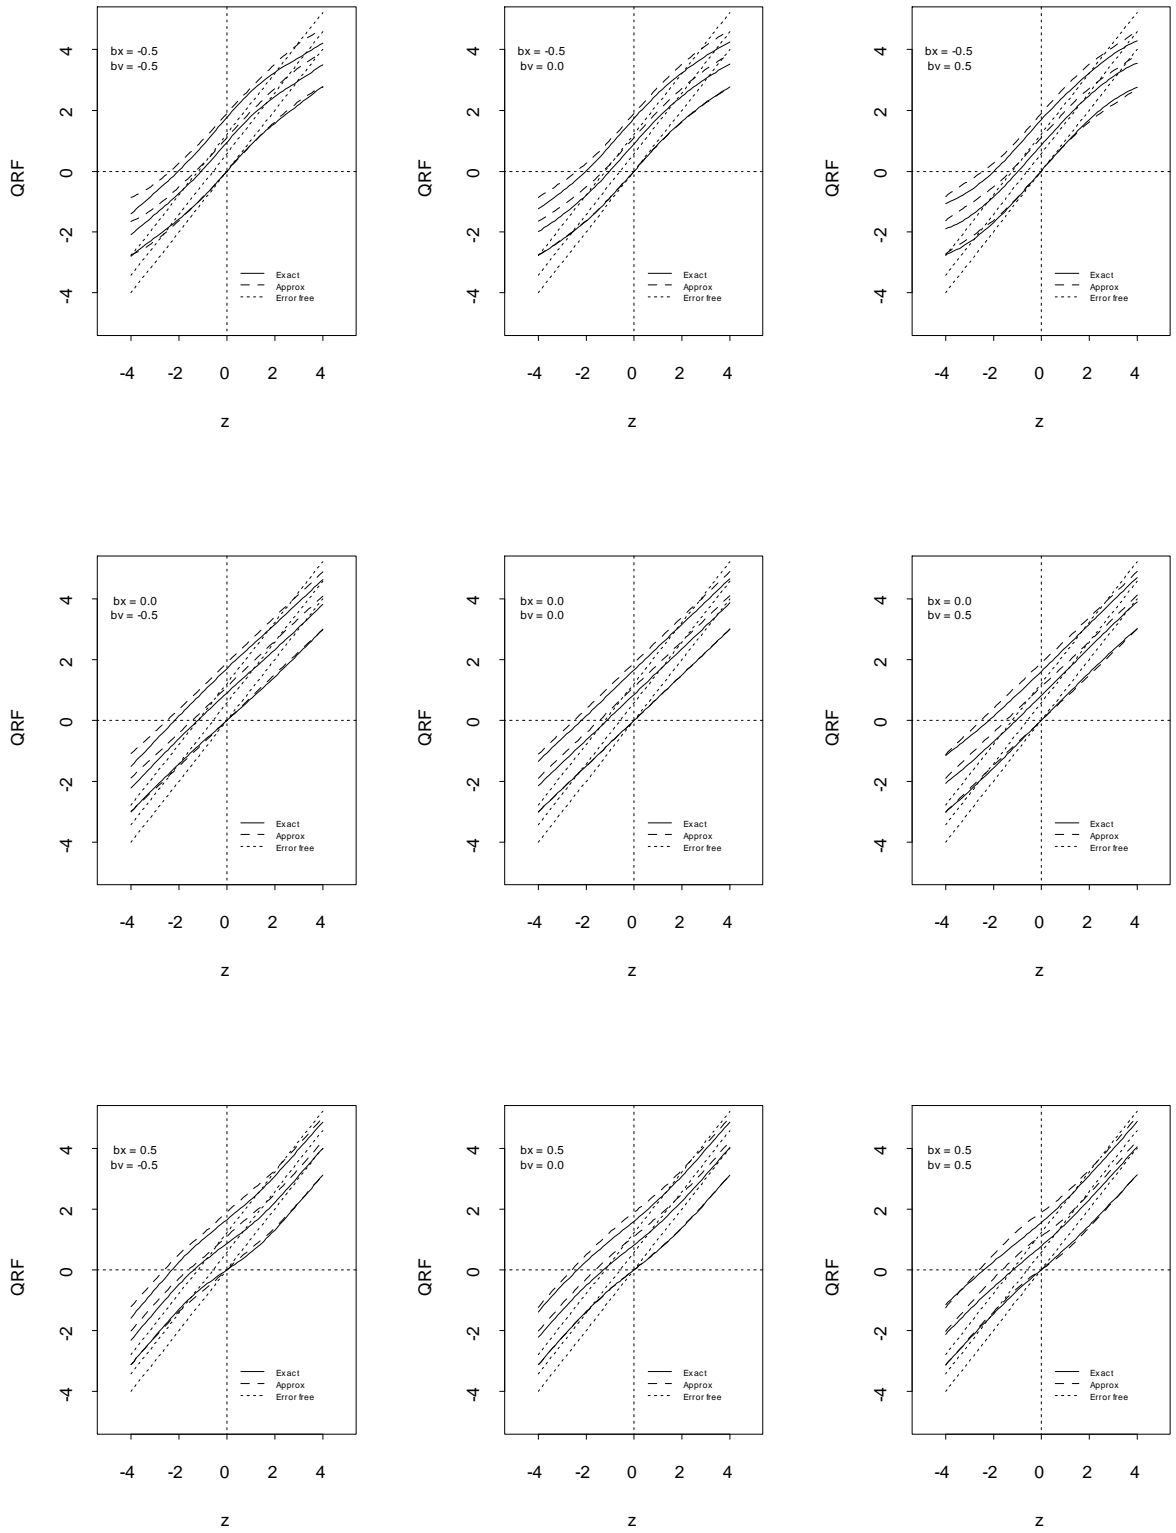 bx = -0.5
bv = -0.5
QRF
4
2
0
-2
-4
Exact
Approx
Error free
-4 -2 0 2 4
z
bx = -0.5
bv = 0.0
QRF
4
2
0
-2
-4
Exact
Approx
Error free
-4 -2 0 2 4
z
bx = -0.5
bv = 0.5
QRF
4
2
0
-2
-4
Exact
Approx
Error free
-4 -2 0 2 4
z
bx = 0.0
bv = -0.5
QRF
4
2
0
-2
-4
Exact
Approx
Error free
-4 -2 0 2 4
z
bx = 0.0
bv = 0.0
QRF
4
2
0
-2
-4
Exact
Approx
Error free
-4 -2 0 2 4
z
bx = 0.0
bv = 0.5
QRF
4
2
0
-2
-4
Exact
Approx
Error free
-4 -2 0 2 4
z
bx = 0.5
bv = -0.5
QRF
4
2
0
-2
-4
Exact
Approx
Error free
-4 -2 0 2 4
z
bx = 0.5
bv = 0.0
QRF
4
2
0
-2
-4
Exact
Approx
Error free
-4 -2 0 2 4
z
bx = 0.5
bv = 0.5
QRF
4
2
0
-2
-4
Exact
Approx
Error free
-4 -2 0 2 4
z